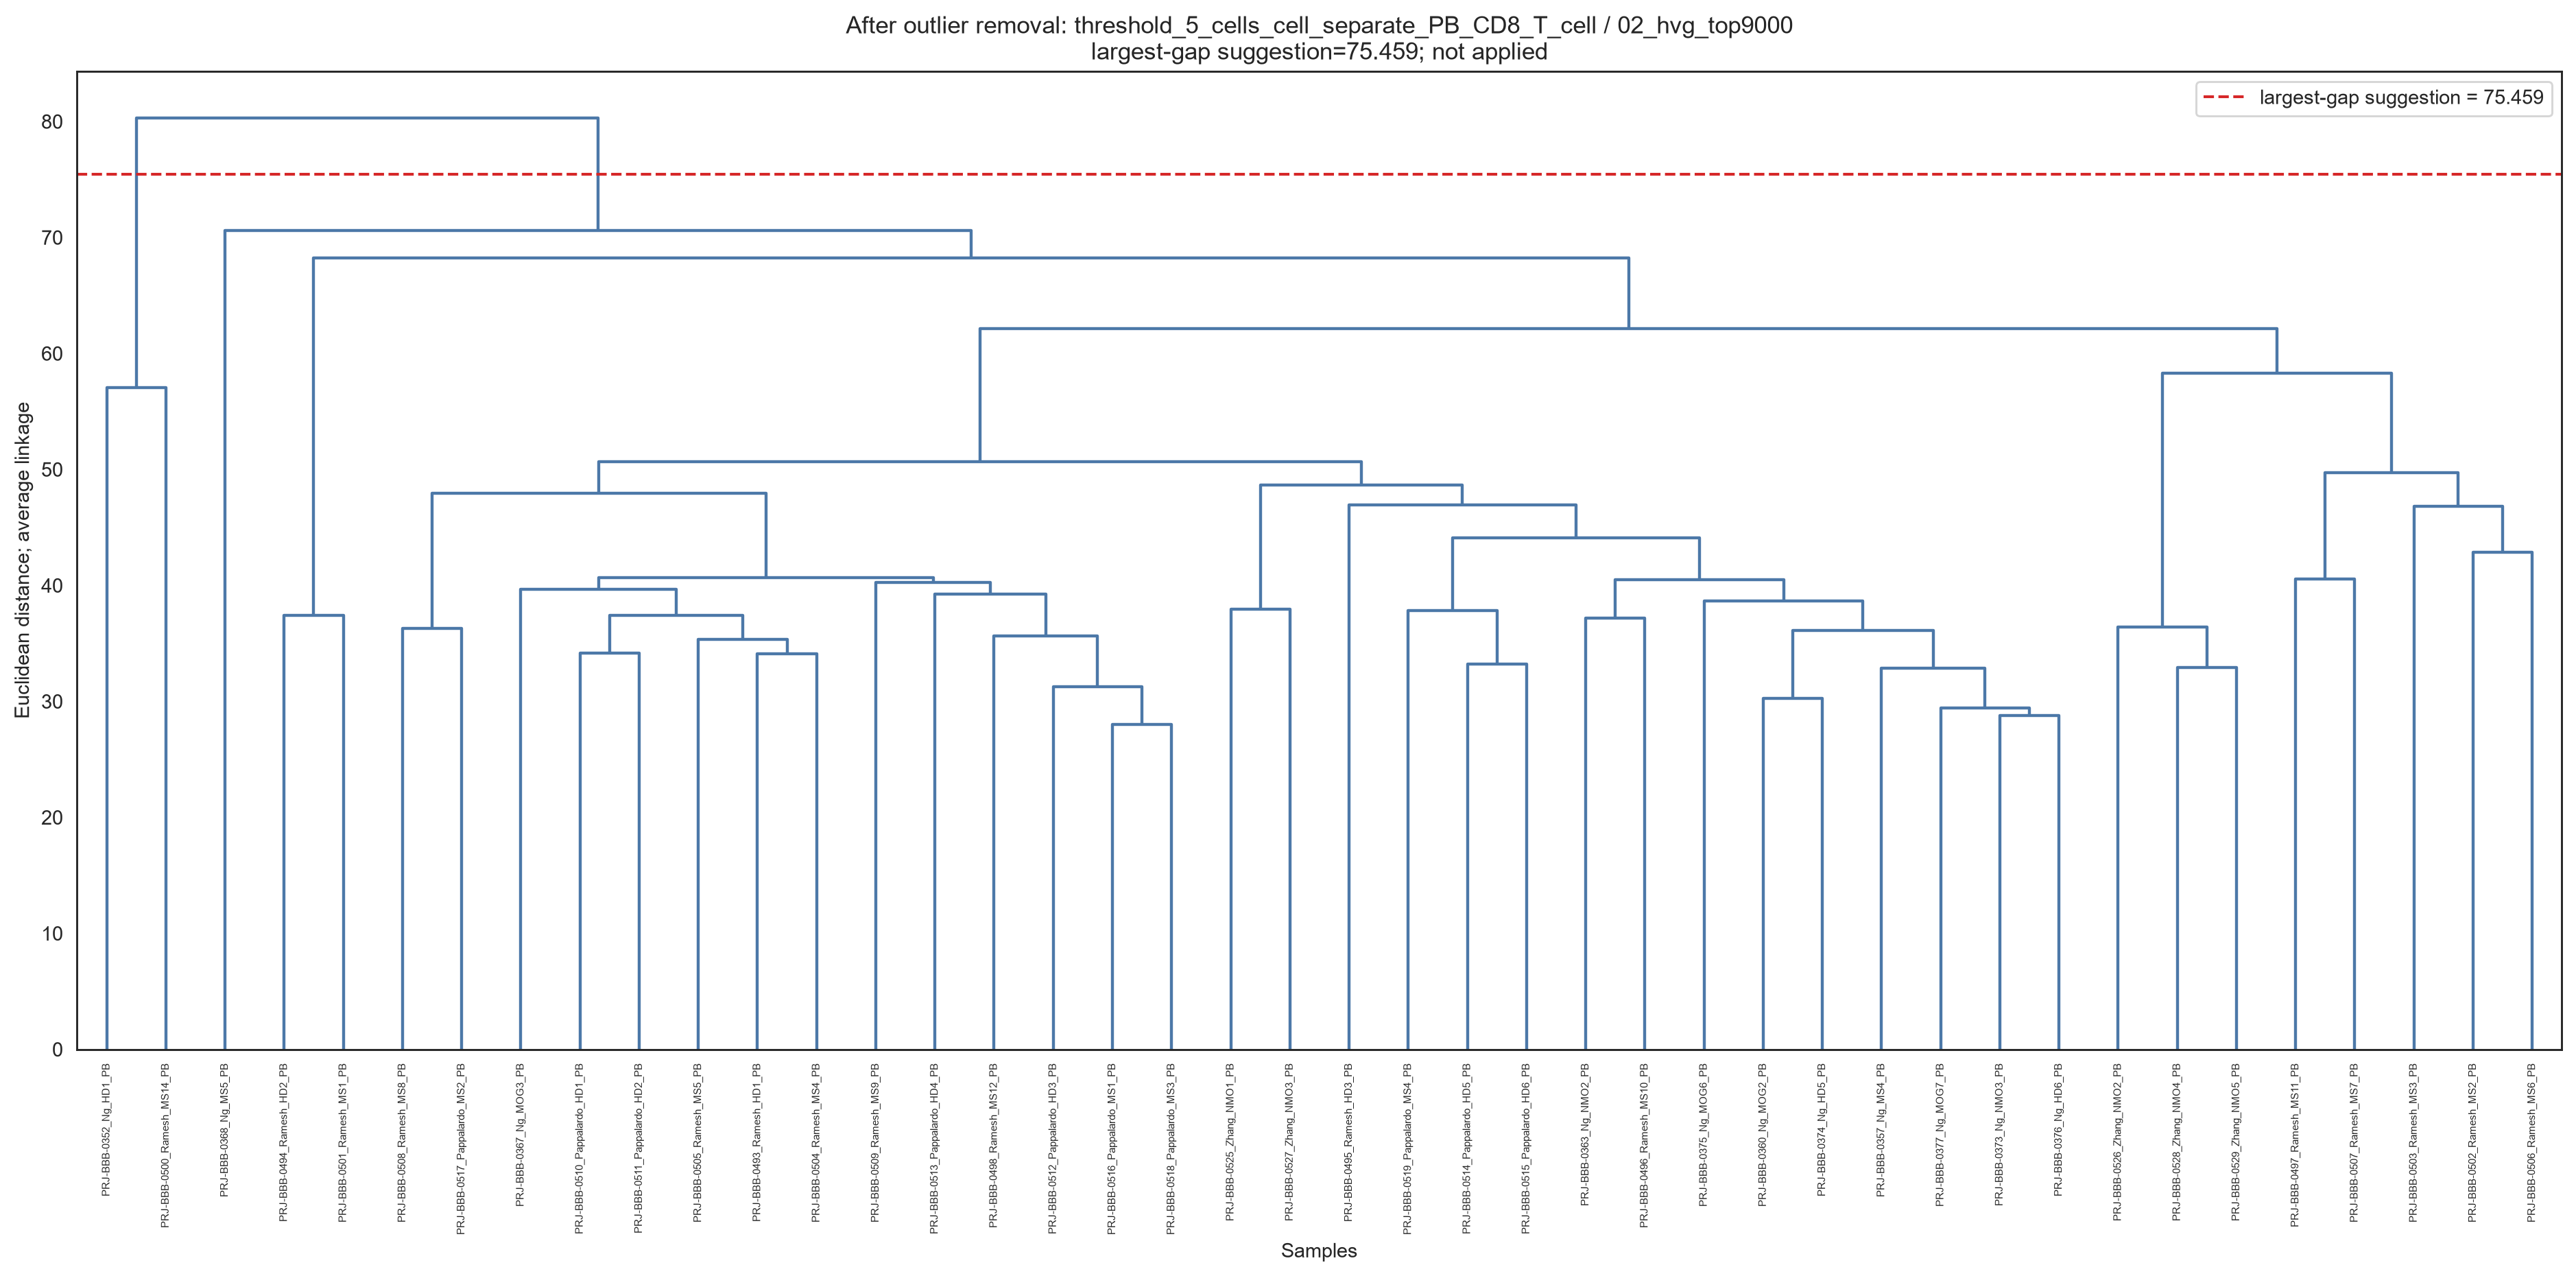 After outlier removal: threshold_5_cells_cell_separate_PB_CD8_T_cell / 02_hvg_top9000
largest-gap suggestion=75.459; not applied
largest-gap suggestion = 75.459
80
70
60
50
40
30
20
10
0
Euclidean distance; average linkage
PRJ-BBB-0352_Ng_HD1_PB
PRJ-BBB-0500_Ramesh_MS14_PB
PRJ-BBB-0368_Ng_MS5_PB
PRJ-BBB-0494_Ramesh_HD2_PB
PRJ-BBB-0501_Ramesh_MS1_PB
PRJ-BBB-0508_Ramesh_MS8_PB
PRJ-BBB-0517_Pappalardo_MS2_PB
PRJ-BBB-0367_Ng_MOG3_PB
PRJ-BBB-0510_Pappalardo_HD1_PB
PRJ-BBB-0511_Pappalardo_HD2_PB
PRJ-BBB-0505_Ramesh_MS5_PB
PRJ-BBB-0493_Ramesh_HD1_PB
PRJ-BBB-0504_Ramesh_MS4_PB
PRJ-BBB-0509_Ramesh_MS9_PB
PRJ-BBB-0513_Pappalardo_HD4_PB
PRJ-BBB-0498_Ramesh_MS12_PB
PRJ-BBB-0512_Pappalardo_HD3_PB
PRJ-BBB-0516_Pappalardo_MS1_PB
PRJ-BBB-0518_Pappalardo_MS3_PB
PRJ-BBB-0525_Zhang_NMO1_PB
PRJ-BBB-0527_Zhang_NMO3_PB
PRJ-BBB-0495_Ramesh_HD3_PB
PRJ-BBB-0519_Pappalardo_MS4_PB
PRJ-BBB-0514_Pappalardo_HD5_PB
PRJ-BBB-0515_Pappalardo_HD6_PB
PRJ-BBB-0363_Ng_NMO2_PB
PRJ-BBB-0496_Ramesh_MS10_PB
PRJ-BBB-0375_Ng_MOG6_PB
PRJ-BBB-0360_Ng_MOG2_PB
PRJ-BBB-0374_Ng_HD5_PB
PRJ-BBB-0357_Ng_MS4_PB
PRJ-BBB-0377_Ng_MOG7_PB
PRJ-BBB-0373_Ng_NMO3_PB
PRJ-BBB-0376_Ng_HD6_PB
PRJ-BBB-0526_Zhang_NMO2_PB
PRJ-BBB-0528_Zhang_NMO4_PB
PRJ-BBB-0529_Zhang_NMO5_PB
PRJ-BBB-0497_Ramesh_MS11_PB
PRJ-BBB-0507_Ramesh_MS7_PB
PRJ-BBB-0503_Ramesh_MS3_PB
PRJ-BBB-0502_Ramesh_MS2_PB
PRJ-BBB-0506_Ramesh_MS6_PB
Samples